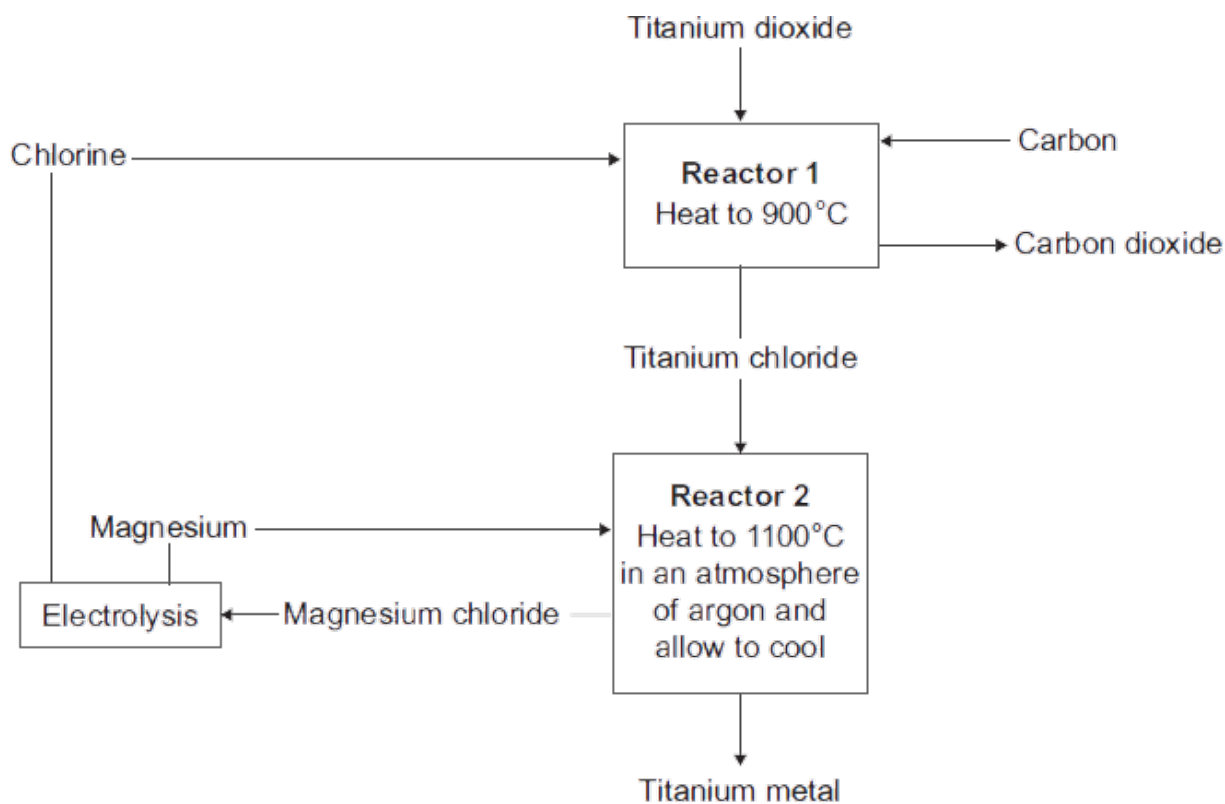 Titanium dioxide
Chlorine
Carbon
Reactor 1
Heat to 900°C
Carbon dioxide
Titanium chloride
Reactor 2
Magnesium
Heat to 1100°C
in an atmosphere
of argon and
allow to cool
Electrolysis
Magnesium chloride
Titanium metal